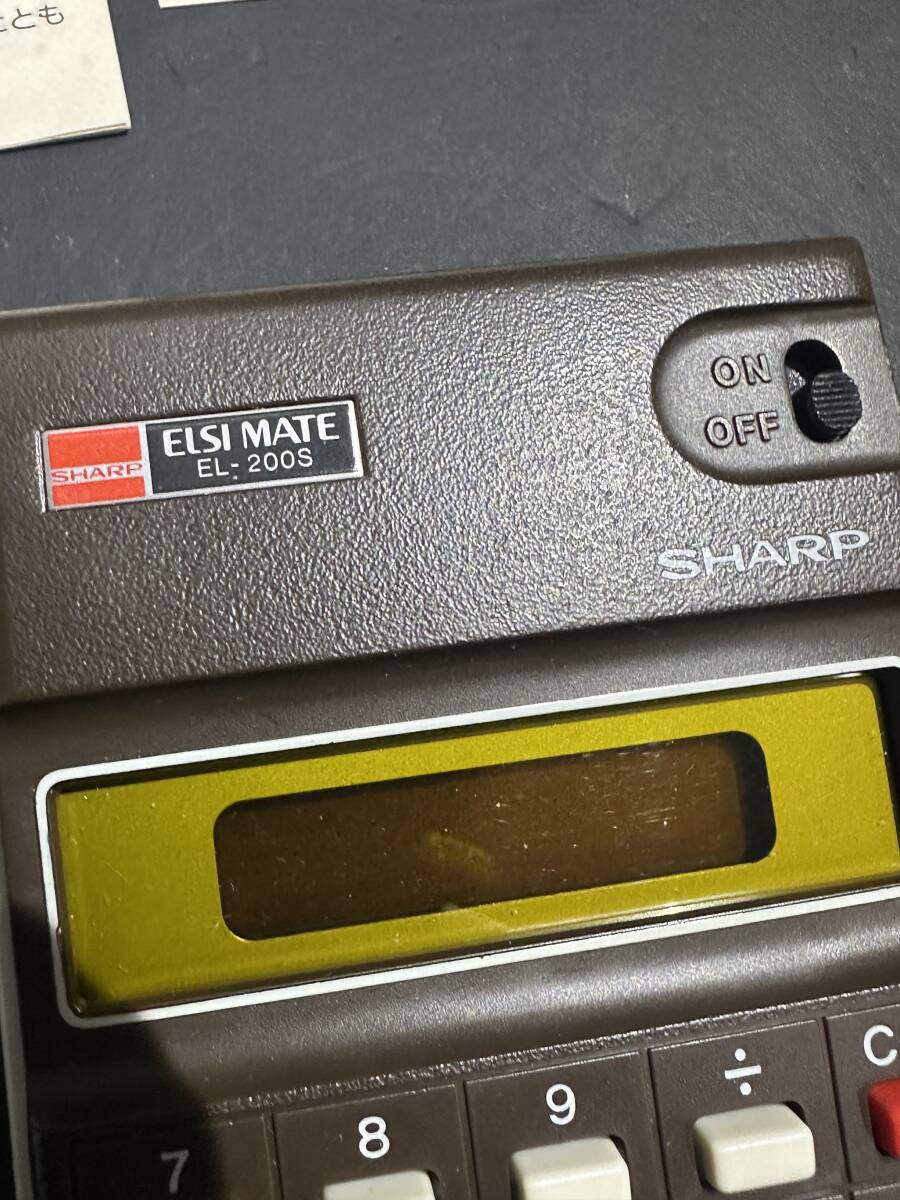 とも
SHARP
ELSI MATE
EL-200S
ON
OFF
SHARP
7
8
9
÷
C